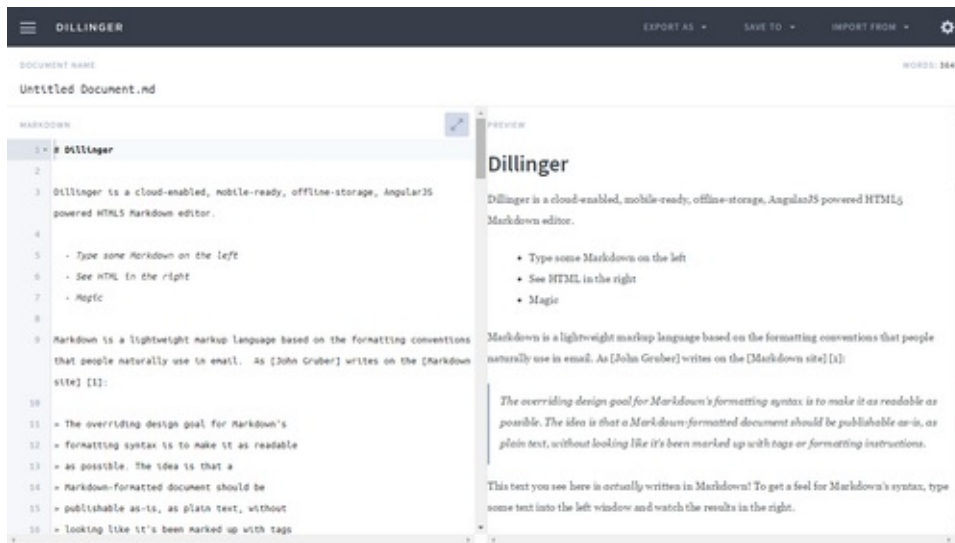 DILLINGER
EXPORT AS
SAVE TO
IMPORT FROM
DOCUMENT NAME
WORDS: 364
Untitled Document.md
MARKDOWN
1 # Dillinger
2
3 Dillinger is a cloud-enabled, mobile-ready, offline-storage, AngularJS
powered HTML5 Markdown editor.
4
5 - Type some Markdown on the left
6 - See HTML in the right
7 - Magic
8
9 Markdown is a lightweight markup language based on the formatting conventions
that people naturally use in email. As [John Gruber] writes on the [Markdown
site] [1]:
10
11 > The overriding design goal for Markdown's
12 > formatting syntax is to make it as readable
13 > as possible. The idea is that a
14 > Markdown-formatted document should be
15 > publishable as-is, as plain text, without
16 > looking like it's been marked up with tags
PREVIEW
Dillinger
Dillinger is a cloud-enabled, mobile-ready, offline-storage, AngularJS powered HTML5
Markdown editor.
• Type some Markdown on the left
• See HTML in the right
• Magic
Markdown is a lightweight markup language based on the formatting conventions that people
naturally use in email. As [John Gruber] writes on the [Markdown site] [1]:
The overriding design goal for Markdown's formatting syntax is to make it as readable as
possible. The idea is that a Markdown-formatted document should be publishable as-is, as
plain text, without looking like it's been marked up with tags or formatting instructions.
This text you see here is actually written in Markdown! To get a feel for Markdown's syntax, type
some text into the left window and watch the results in the right.